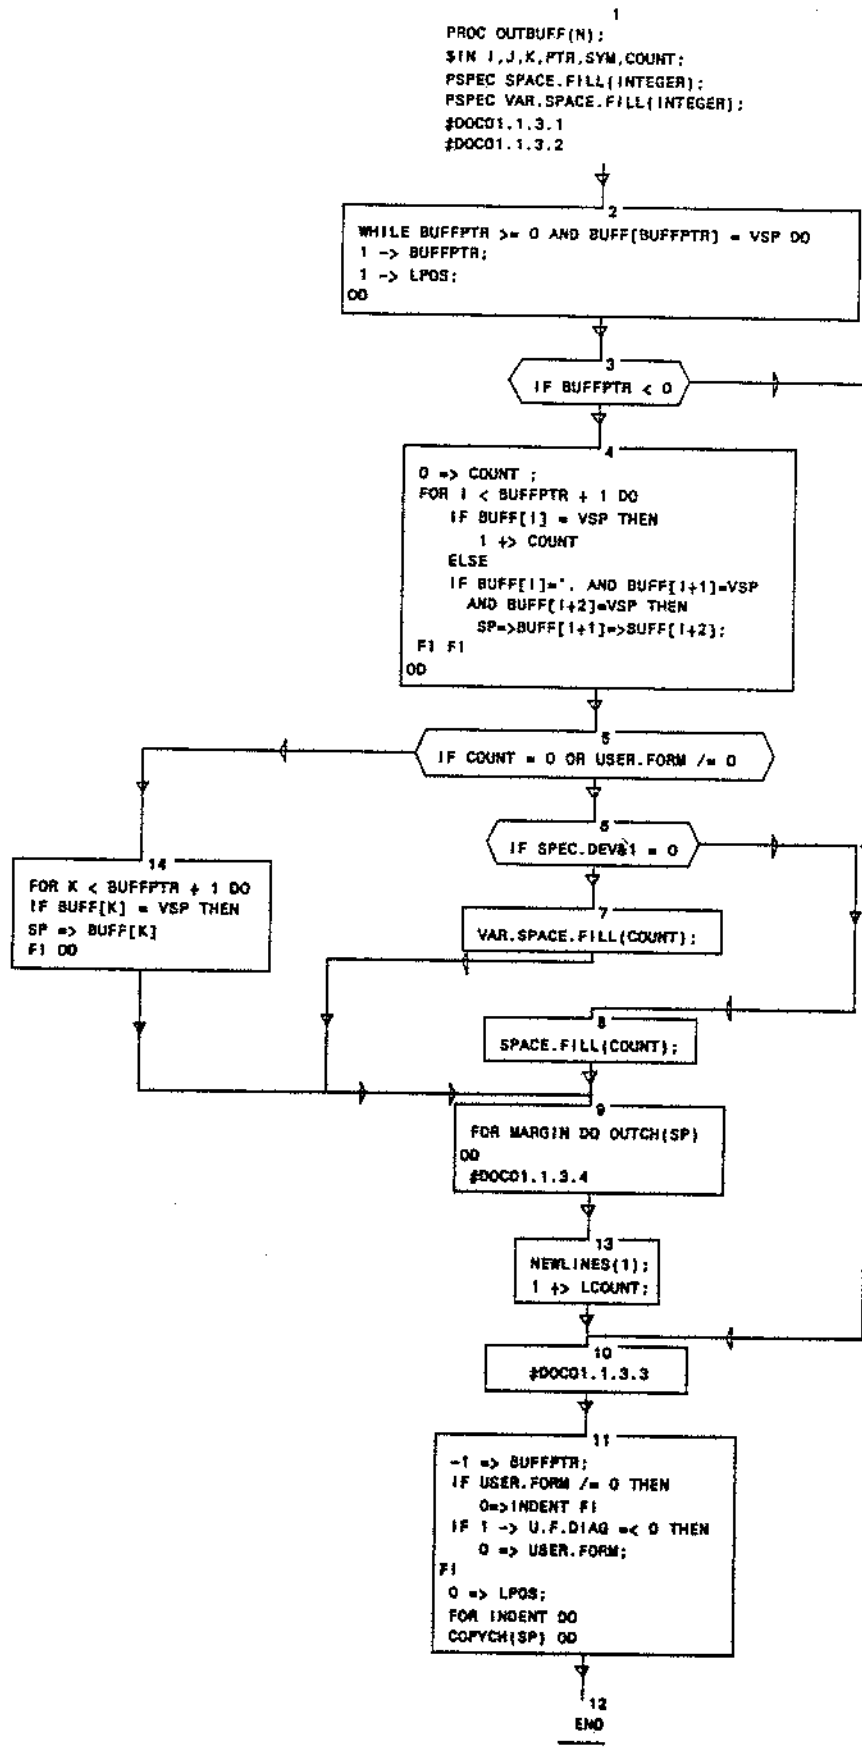 1
PROC OUTBUFF(N);
$IN I,J,K,PTR,SYM,COUNT;
PSPEC SPACE.FILL(INTEGER);
PSPEC VAR.SPACE.FILL(INTEGER);
#DOC01.1.3.1
#DOC01.1.3.2
2
WHILE BUFFPTR >= 0 AND BUFF[BUFFPTR] = VSP DO
1 -> BUFFPTR;
1 -> LPOS;
OD
3
IF BUFFPTR < 0
4
0 => COUNT ;
FOR I < BUFFPTR + 1 DO
IF BUFF[I] = VSP THEN
1 +> COUNT
ELSE
IF BUFF[I]=". AND BUFF[I+1]=VSP
AND BUFF[I+2]=VSP THEN
SP=>BUFF[I+1]=>BUFF[I+2];
FI FI
OD
5
IF COUNT = 0 OR USER.FORM /= 0
6
IF SPEC.DEV&1 = 0
14
FOR K < BUFFPTR + 1 DO
IF BUFF[K] = VSP THEN
SP => BUFF[K]
FI OD
7
VAR.SPACE.FILL(COUNT);
8
SPACE.FILL(COUNT);
9
FOR MARGIN DO OUTCH(SP)
OD
#DOC01.1.3.4
13
NEWLINES(1);
1 +> LCOUNT;
10
#DOC01.1.3.3
11
-1 => BUFFPTR;
IF USER.FORM /= 0 THEN
0=>INDENT FI
IF 1 -> U.F.DIAG =< 0 THEN
0 => USER.FORM;
FI
0 => LPOS;
FOR INDENT DO
COPYCH(SP) OD
12
END